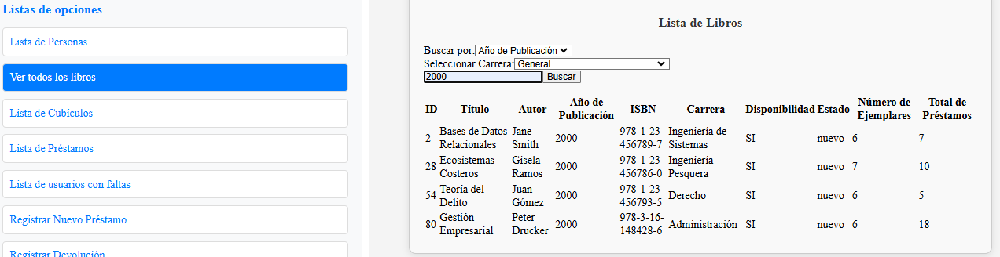 Listas de opciones
Lista de Personas
Ver todos los libros
Lista de Cubículos
Lista de Préstamos
Lista de usuarios con faltas
Registrar Nuevo Préstamo
Registrar Devolución
Lista de Libros
Buscar por: Año de Publicación
Seleccionar Carrera: General
2000 Buscar
ID Título Autor Año de Publicación ISBN Carrera Disponibilidad Estado Número de Ejemplares Total de Préstamos
2 Bases de Datos Relacionales Jane Smith 2000 978-1-23-456789-7 Ingeniería de Sistemas SI nuevo 6 7
28 Ecosistemas Costeros Gisela Ramos 2000 978-1-23-456786-0 Ingeniería Pesquera SI nuevo 7 10
54 Teoría del Delito Juan Gómez 2000 978-1-23-456793-5 Derecho SI nuevo 6 5
80 Gestión Empresarial Peter Drucker 2000 978-3-16-148428-6 Administración SI nuevo 6 18